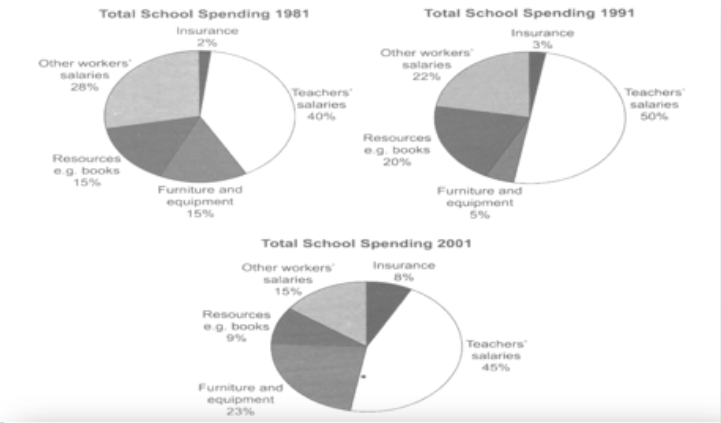 Total School Spending 1981
Insurance
2%
Other workers'
salaries
28%
Teachers'
salaries
40%
Resources
e.g. books
15%
Furniture and
equipment
15%
Total School Spending 1991
Insurance
3%
Other workers'
salaries
22%
Teachers'
salaries
50%
Resources
e.g. books
20%
Furniture and
equipment
5%
Total School Spending 2001
Other workers'
salaries
15%
Insurance
8%
Resources
e.g. books
9%
Teachers'
salaries
45%
Furniture and
equipment
23%